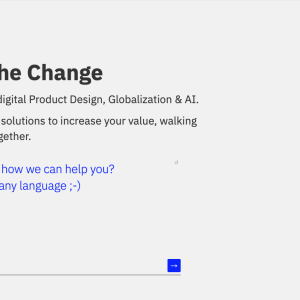 he Change
digital Product Design, Globalization & AI.
solutions to increase your value, walking
gether.
how we can help you?
any language ;-)
→